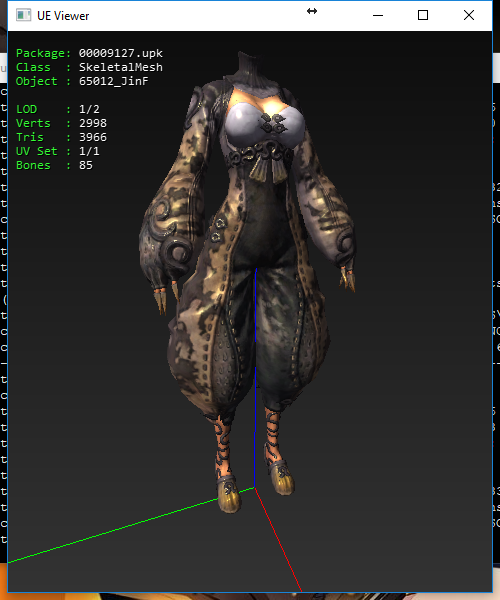 UE Viewer
Package: 00009127.upk
Class  : SkeletalMesh
Object : 65012_JinF
LOD    : 1/2
Verts  : 2998
Tris   : 3966
UV Set : 1/1
Bones  : 85